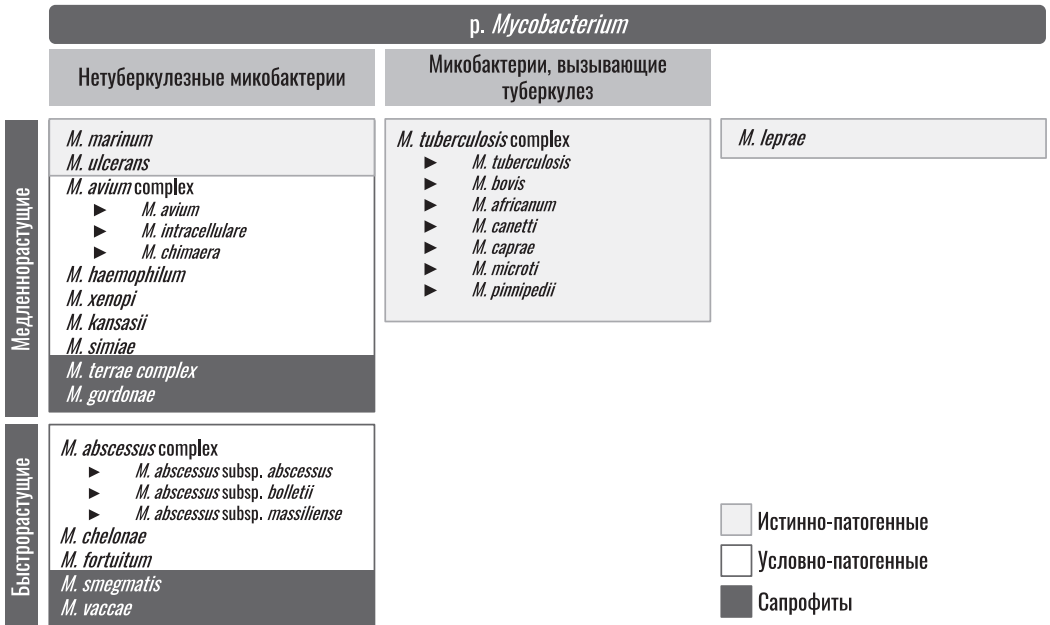 р. Mycobacterium
Нетуберкулезные микобактерии
Микобактерии, вызывающие
туберкулез
Медленнорастущие
M. marinum
M. ulcerans
M. avium complex
► M. avium
► M. intracellulare
► M. chimaera
M. haemophilum
M. xenopi
M. kansasii
M. simiae
M. terrae complex
M. gordonae
M. tuberculosis complex
► M. tuberculosis
► M. bovis
► M. africanum
► M. canetti
► M. caprae
► M. microti
► M. pinnipedii
M. leprae
Быстрорастущие
M. abscessus complex
► M. abscessus subsp. abscessus
► M. abscessus subsp. bolletii
► M. abscessus subsp. massiliense
M. chelonae
M. fortuitum
M. smegmatis
M. vaccae
Истинно-патогенные
Условно-патогенные
Сапрофиты